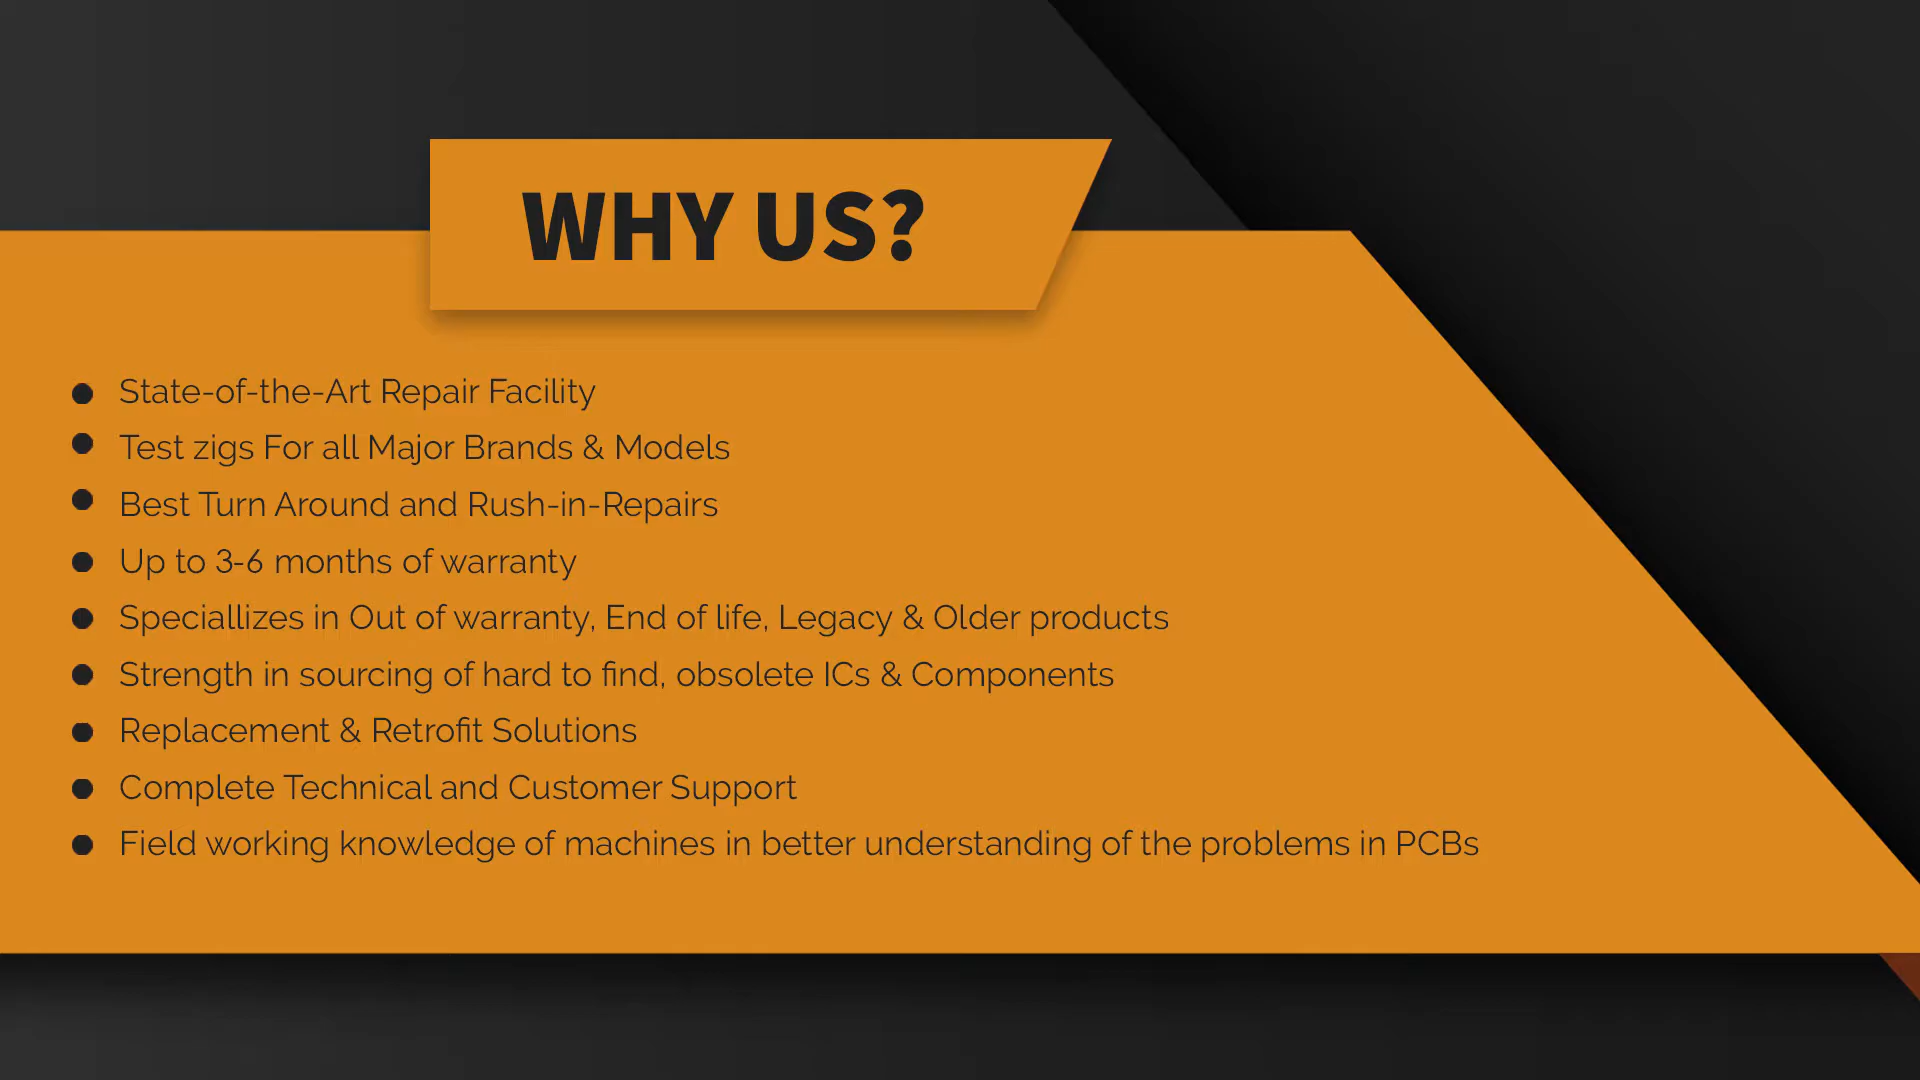 WHY US?
State-of-the-Art Repair Facility
Test zigs For all Major Brands & Models
Best Turn Around and Rush-in-Repairs
Up to 3-6 months of warranty
Speciallizes in Out of warranty, End of life, Legacy & Older products
Strength in sourcing of hard to find, obsolete ICs & Components
Replacement & Retrofit Solutions
Complete Technical and Customer Support
Field working knowledge of machines in better understanding of the problems in PCBs